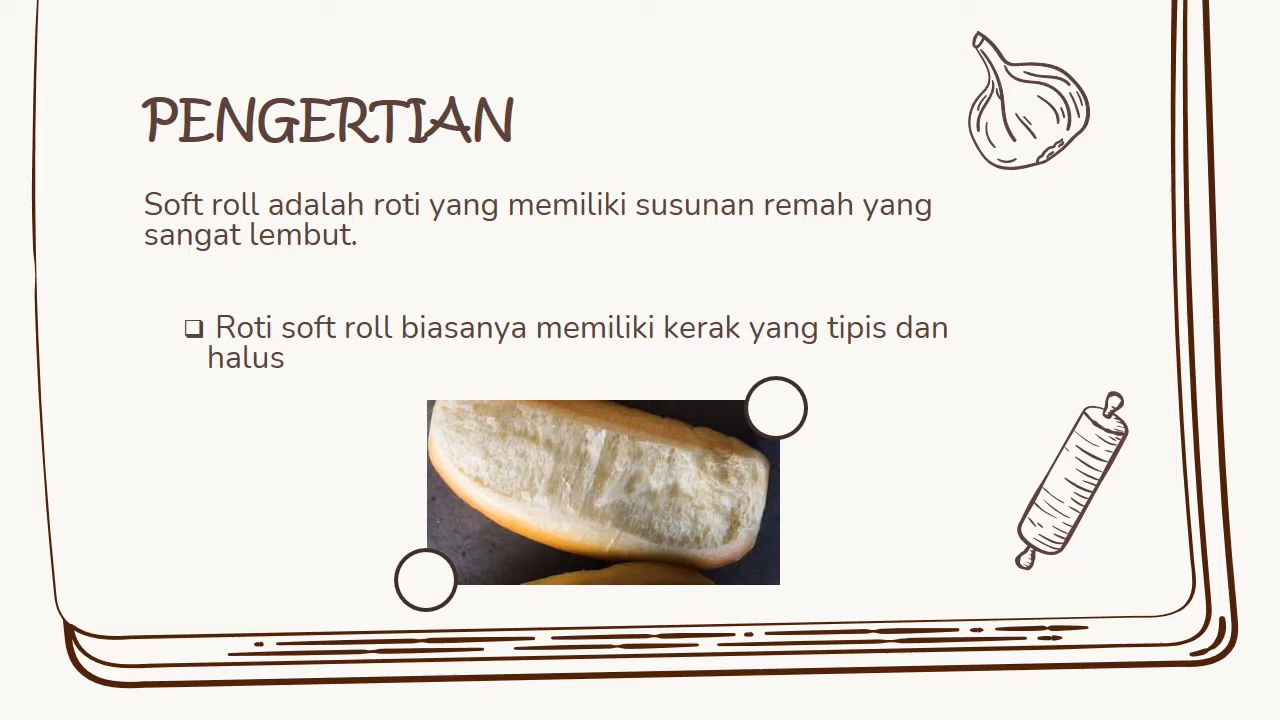 PENGERTIAN
Soft roll adalah roti yang memiliki susunan remah yang
sangat lembut.
❑ Roti soft roll biasanya memiliki kerak yang tipis dan
halus